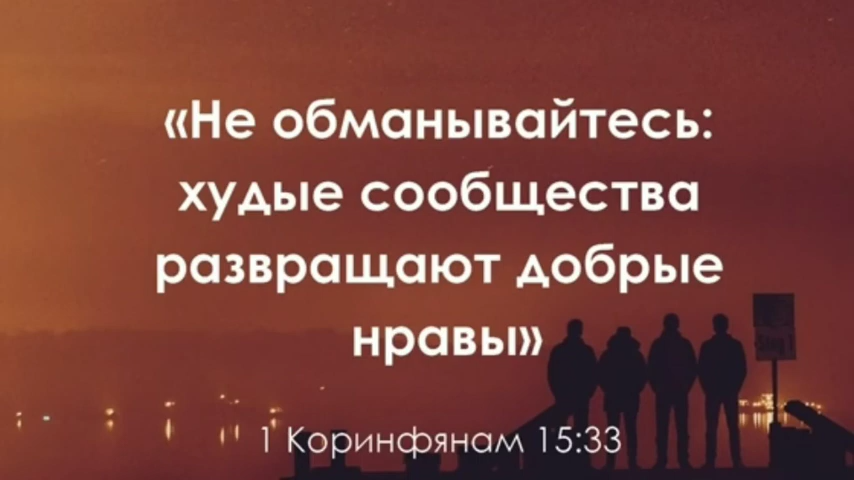 «Не обманывайтесь:
худые сообщества
развращают добрые
нравы»
1 Коринфянам 15:33